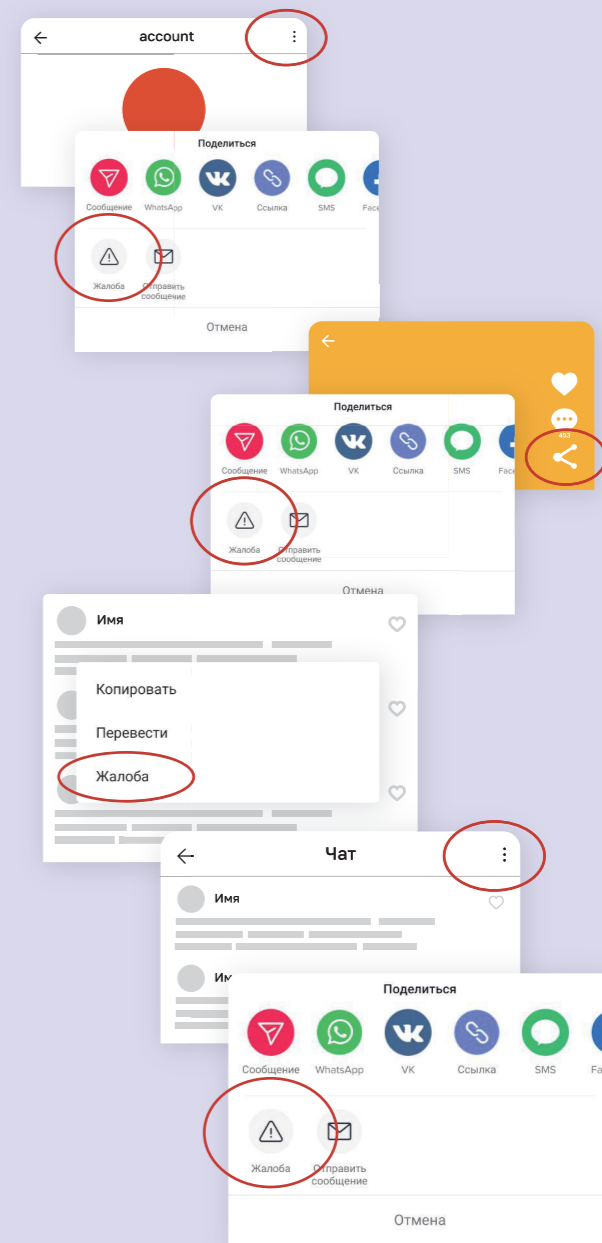 account
Поделиться
Сообщение WhatsApp VK Ссылка SMS
Жалоба Отправить
сообщение
Отмена
453
Поделиться
Сообщение WhatsApp VK Ссылка SMS
Жалоба Отправить
сообщение
Отмена
Имя
Копировать
Перевести
Жалоба
Чат
Имя
Поделиться
Сообщение WhatsApp VK Ссылка SMS
Жалоба Отправить
сообщение
Отмена